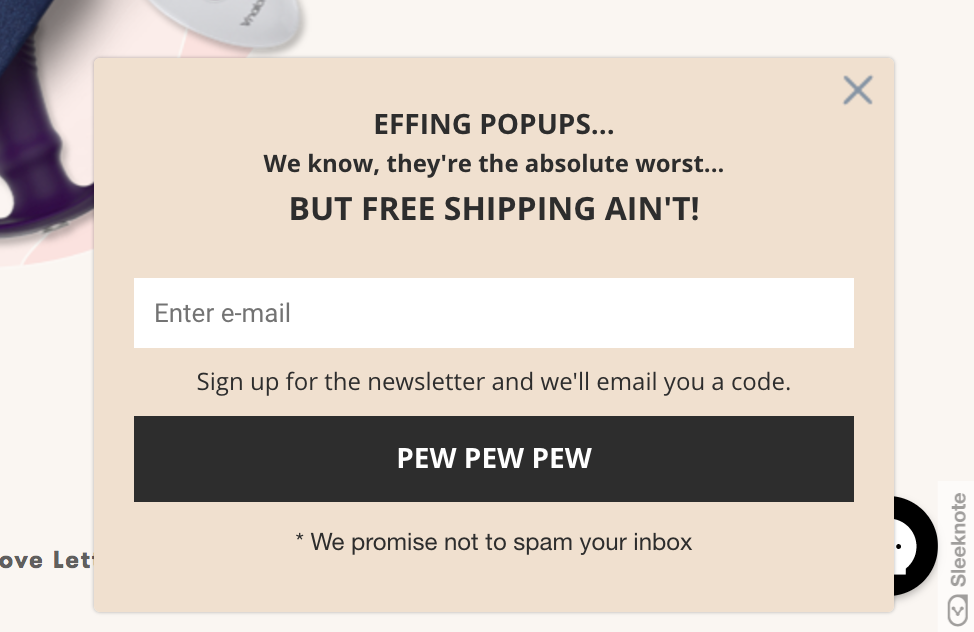 EFFING POPUPS...
We know, they're the absolute worst...
BUT FREE SHIPPING AIN'T!
Enter e-mail
Sign up for the newsletter and we'll email you a code.
PEW PEW PEW
* We promise not to spam your inbox
ove Lett
Sleeknote